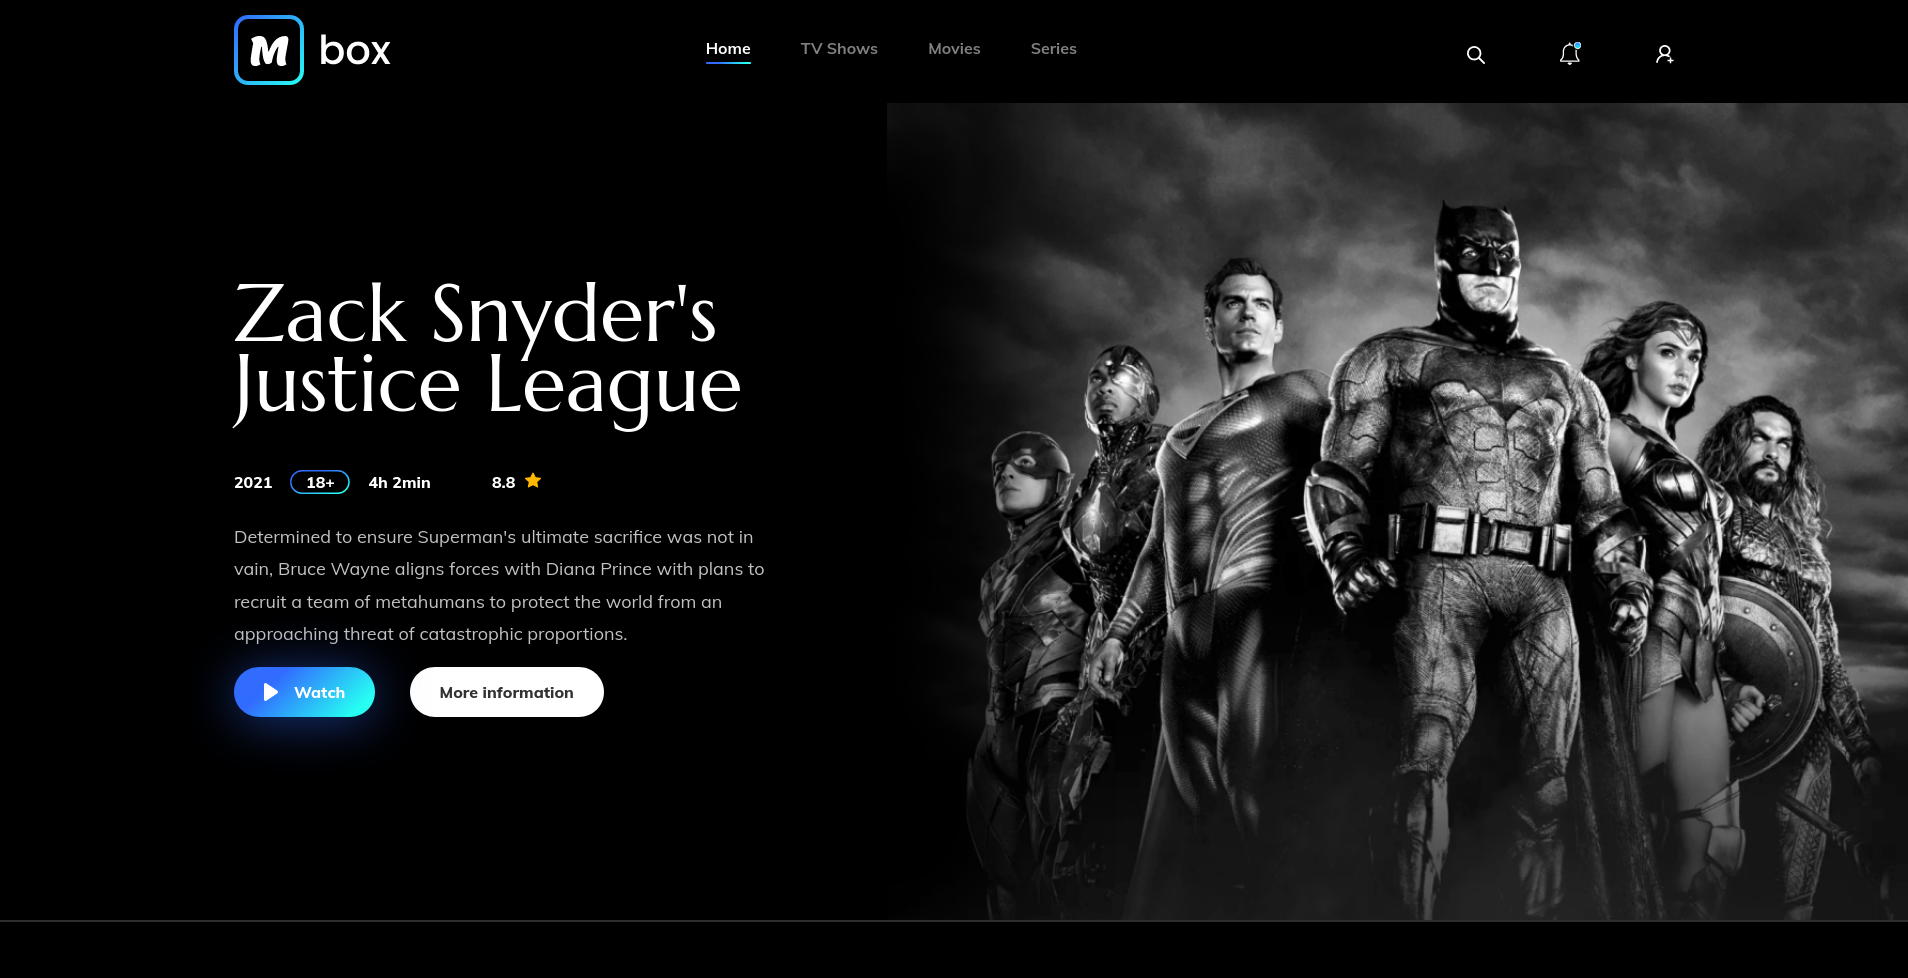 M box
Home TV Shows Movies Series
Zack Snyder's
Justice League
2021 18+ 4h 2min 8.8
Determined to ensure Superman's ultimate sacrifice was not in
vain, Bruce Wayne aligns forces with Diana Prince with plans to
recruit a team of metahumans to protect the world from an
approaching threat of catastrophic proportions.
Watch More information